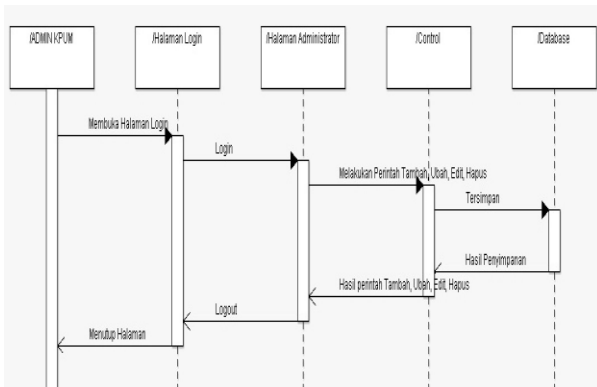 /ADMIN KPUM
/Halaman Login
/Halaman Administrator
/Control
/Database
Membuka Halaman Login
Login
Melakukan Perintah Tambah, Ubah, Edit, Hapus
Tersimpan
Hasil Penyimpanan
Hasil perintah Tambah, Ubah, Edit, Hapus
Logout
Menutup Halaman